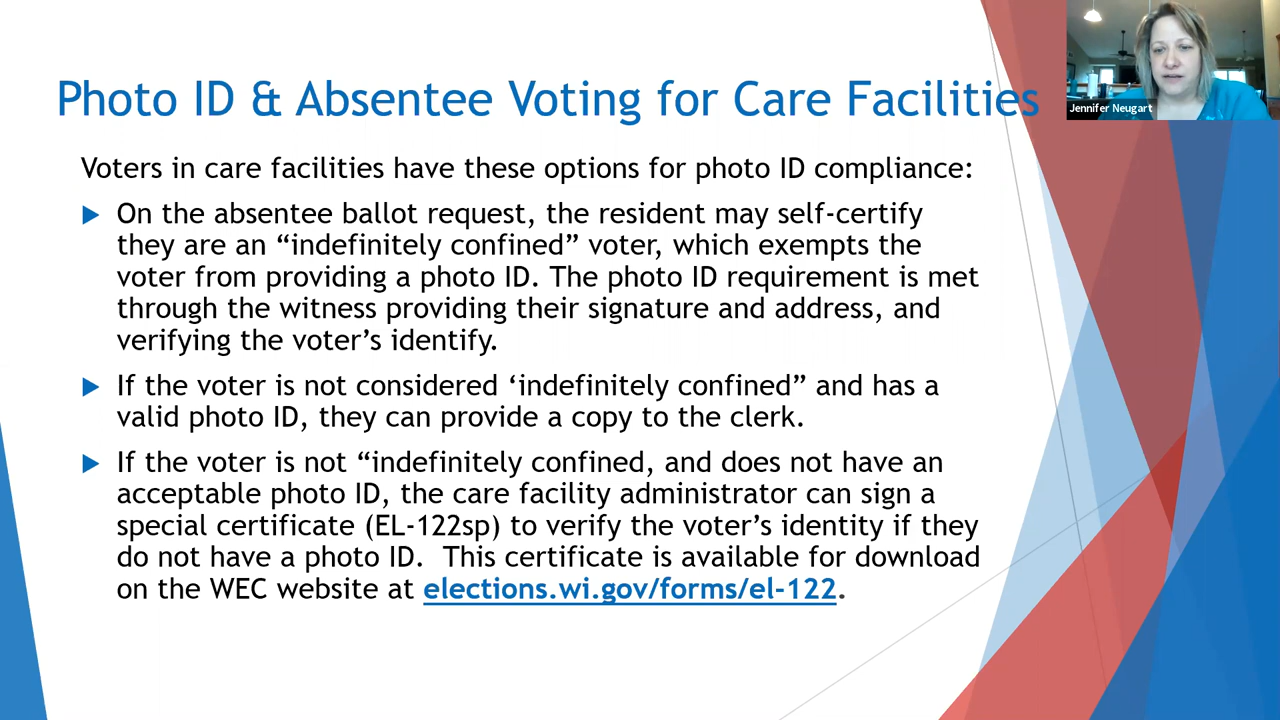 Photo ID & Absentee Voting for Care Facilities
Jennifer Neugart
Voters in care facilities have these options for photo ID compliance:
On the absentee ballot request, the resident may self-certify
they are an “indefinitely confined” voter, which exempts the
voter from providing a photo ID. The photo ID requirement is met
through the witness providing their signature and address, and
verifying the voter’s identify.
If the voter is not considered ‘indefinitely confined” and has a
valid photo ID, they can provide a copy to the clerk.
If the voter is not “indefinitely confined, and does not have an
acceptable photo ID, the care facility administrator can sign a
special certificate (EL-122sp) to verify the voter’s identity if they
do not have a photo ID. This certificate is available for download
on the WEC website at elections.wi.gov/forms/el-122.